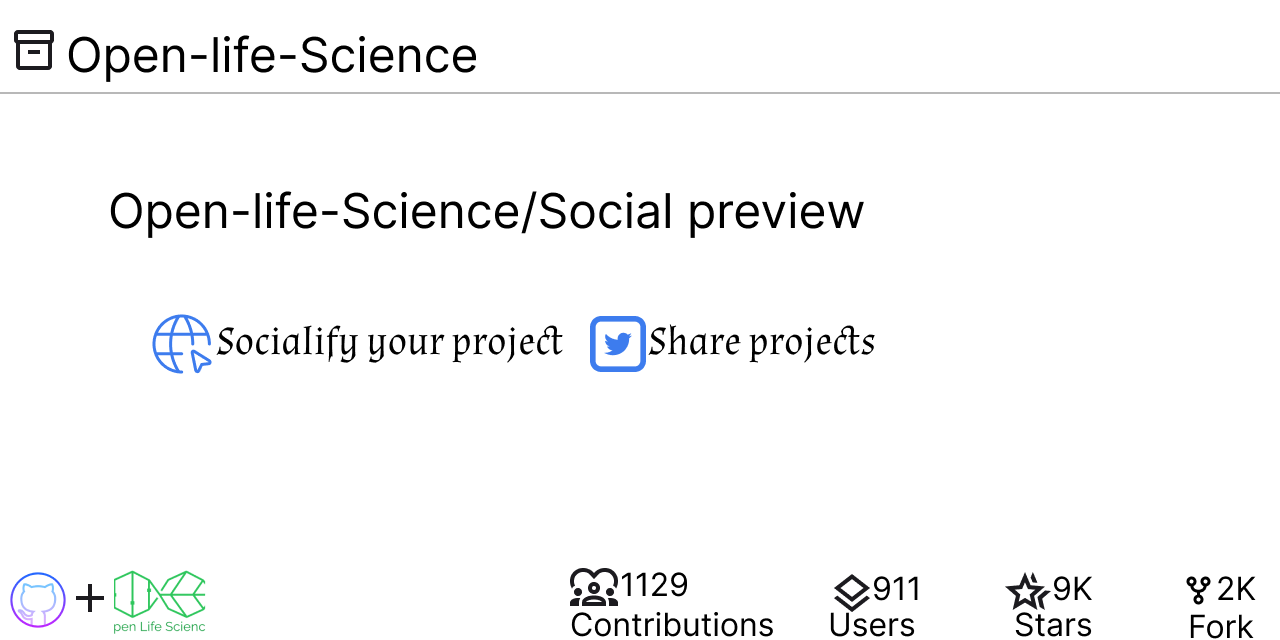 Open-life-Science
Open-life-Science/Social preview
Socialify your project
Share projects
pen Life Scienc
1129
Contributions
911
Users
9K
Stars
2K
Fork